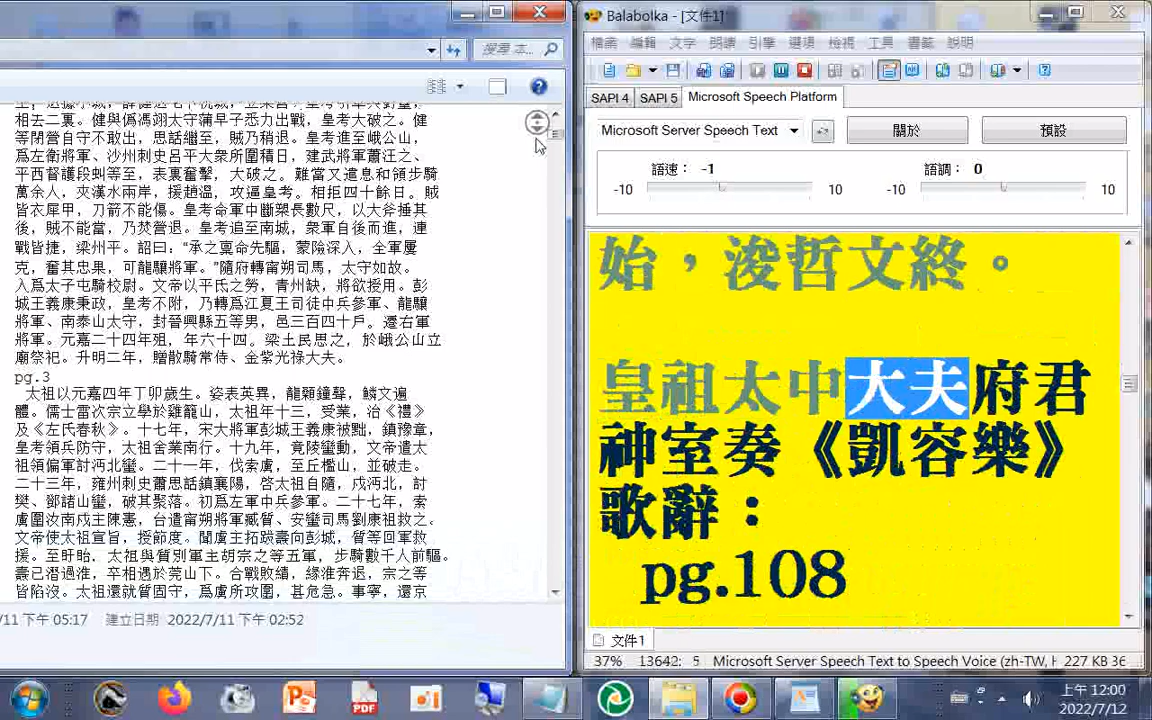 搜尋 本...
相去二裏。健與僞馮翊太守蒲早子悉力出戰，皇考大破之。健
等閉營自守不敢出，思話繼至，賊乃稍退。皇考進至峨公山，
爲左衛將軍、沙州刺史呂平大衆所圍積日，建武將軍蕭汪之、
平西督護段虯等至，表裏奮擊，大破之。難當又遣息和領步騎
萬余人，夾漢水兩岸，援趙溫，攻逼皇考。相拒四十餘日。賊
皆衣犀甲，刀箭不能傷。皇考命軍中斷槊長數尺，以大斧捶其
後，賊不能當，乃焚營退。皇考追至南城，衆軍自後而進，連
戰皆捷，梁州平。詔曰："承之稟命先驅，蒙險深入，全軍屢
克，奮其忠果，可龍驤將軍。"隨府轉甯朔司馬，太守如故。
入爲太子屯騎校尉。文帝以平氏之勞，青州缺，將欲授用。彭
城王義康秉政，皇考不附，乃轉爲江夏王司徒中兵參軍、龍驤
將軍、南泰山太守，封晉興縣五等男，邑三百四十戶。遷右軍
將軍。元嘉二十四年殂，年六十四。梁土民思之，於峨公山立
廟祭祀。升明二年，贈散騎常侍、金紫光祿大夫。
pg.3
太祖以元嘉四年丁卯歲生。姿表英異，龍顙鐘聲，鱗文遍
體。儒士雷次宗立學於雞籠山，太祖年十三，受業，治《禮》
及《左氏春秋》。十七年，宋大將軍彭城王義康被黜，鎮豫章，
皇考領兵防守，太祖舍業南行。十九年，竟陵蠻動，文帝遣太
祖領偏軍討沔北蠻。二十一年，伐索虜，至丘檻山，並破走。
二十三年，雍州刺史蕭思話鎮襄陽，啓太祖自隨，戍沔北，討
樊、鄧諸山蠻，破其聚落。初爲左軍中兵參軍。二十七年，索
虜圍汝南戍主陳憲，台遣甯朔將軍臧質、安蠻司馬劉康祖救之。
文帝使太祖宣旨，授節度。聞虜主拓跋壽向彭城，質等回軍救
援。至盱眙，太祖與質別軍主胡宗之等五軍，步騎數千人前驅。
壽已潛過淮，卒相遇於莞山下。合戰敗績，緣淮奔退，宗之等
皆陷沒。太祖還就質固守，爲虜所攻圍，甚危急。事寧，還京
/11 下午 05:17 建立日期 2022/7/11 下午 02:52
Balabolka - [文件1]
檔案 編輯 文字 朗讀 引擎 選項 檢視 工具 書籤 說明
SAPI 4 SAPI 5 Microsoft Speech Platform
Microsoft Server Speech Text 關於 預設
語速： -1 語調： 0
-10 10 -10 10
始，浚哲文終。
皇祖太中大夫府君
神室奏《凱容樂》
歌辭：
pg.108
文件1
37% 13642: 5 Microsoft Server Speech Text to Speech Voice (zh-TW, H 227 KB 36
上午 12:00
2022/7/12